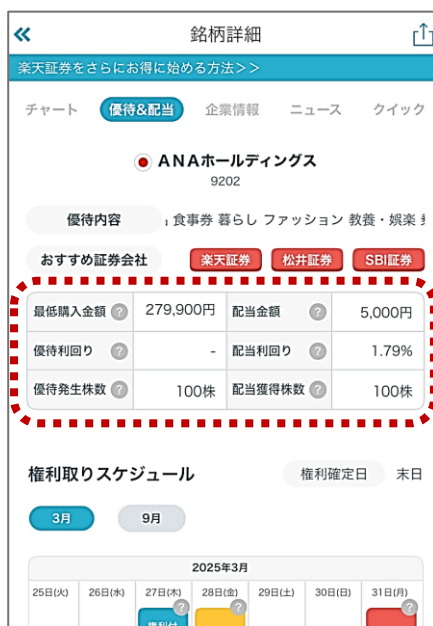 銘柄詳細
楽天証券をさらにお得に始める方法>>
チャート 優待&配当 企業情報 ニュース クイック
ANAホールディングス
9202
優待内容 食事券 暮らし ファッション 教養・娯楽
おすすめ証券会社 楽天証券 松井証券 SBI証券
最低購入金額 ? 279,900円 配当金額 ? 5,000円
優待利回り ? - 配当利回り ? 1.79%
優待発生株数 ? 100株 配当獲得株数 ? 100株
権利取りスケジュール 権利確定日 末日
3月 9月
2025年3月
25日(火) 26日(水) 27日(木) 28日(金) 29日(土) 30日(日) 31日(月)
? ? ?
権利付